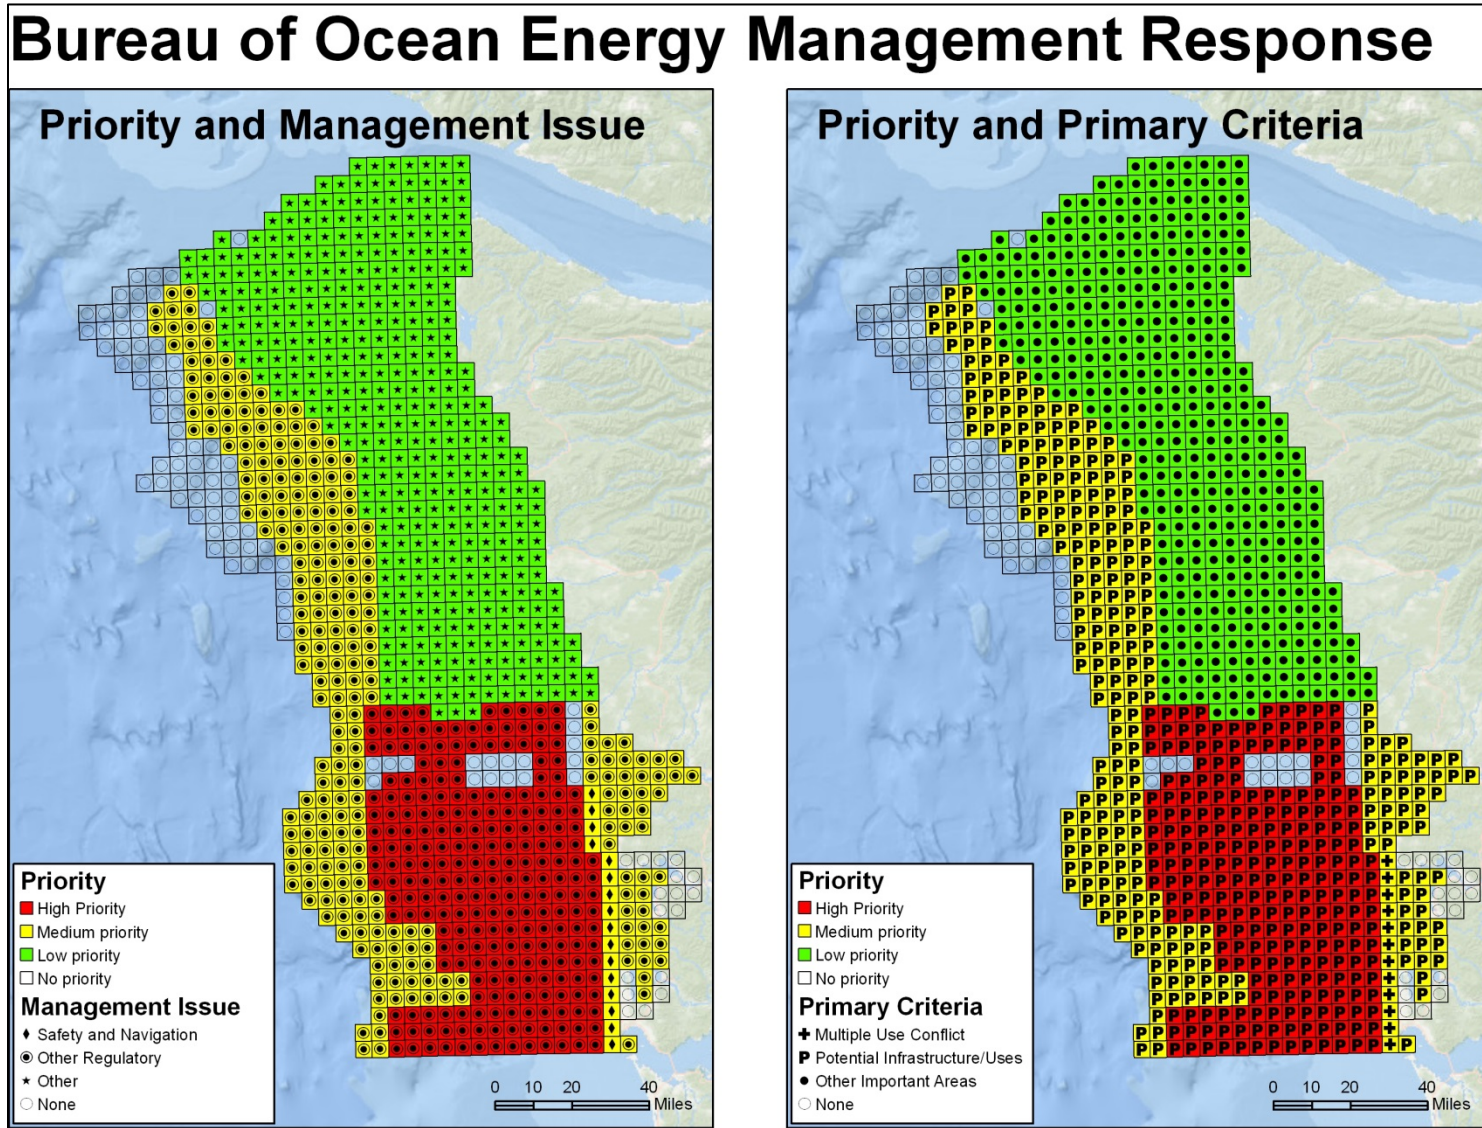 Bureau of Ocean Energy Management Response
Priority and Management Issue
Priority
High Priority
Medium priority
Low priority
No priority
Management Issue
Safety and Navigation
Other Regulatory
Other
None
0 10 20 40
Miles
Priority and Primary Criteria
Priority
High Priority
Medium priority
Low priority
No priority
Primary Criteria
Multiple Use Conflict
P Potential Infrastructure/Uses
Other Important Areas
None
0 10 20 40
Miles